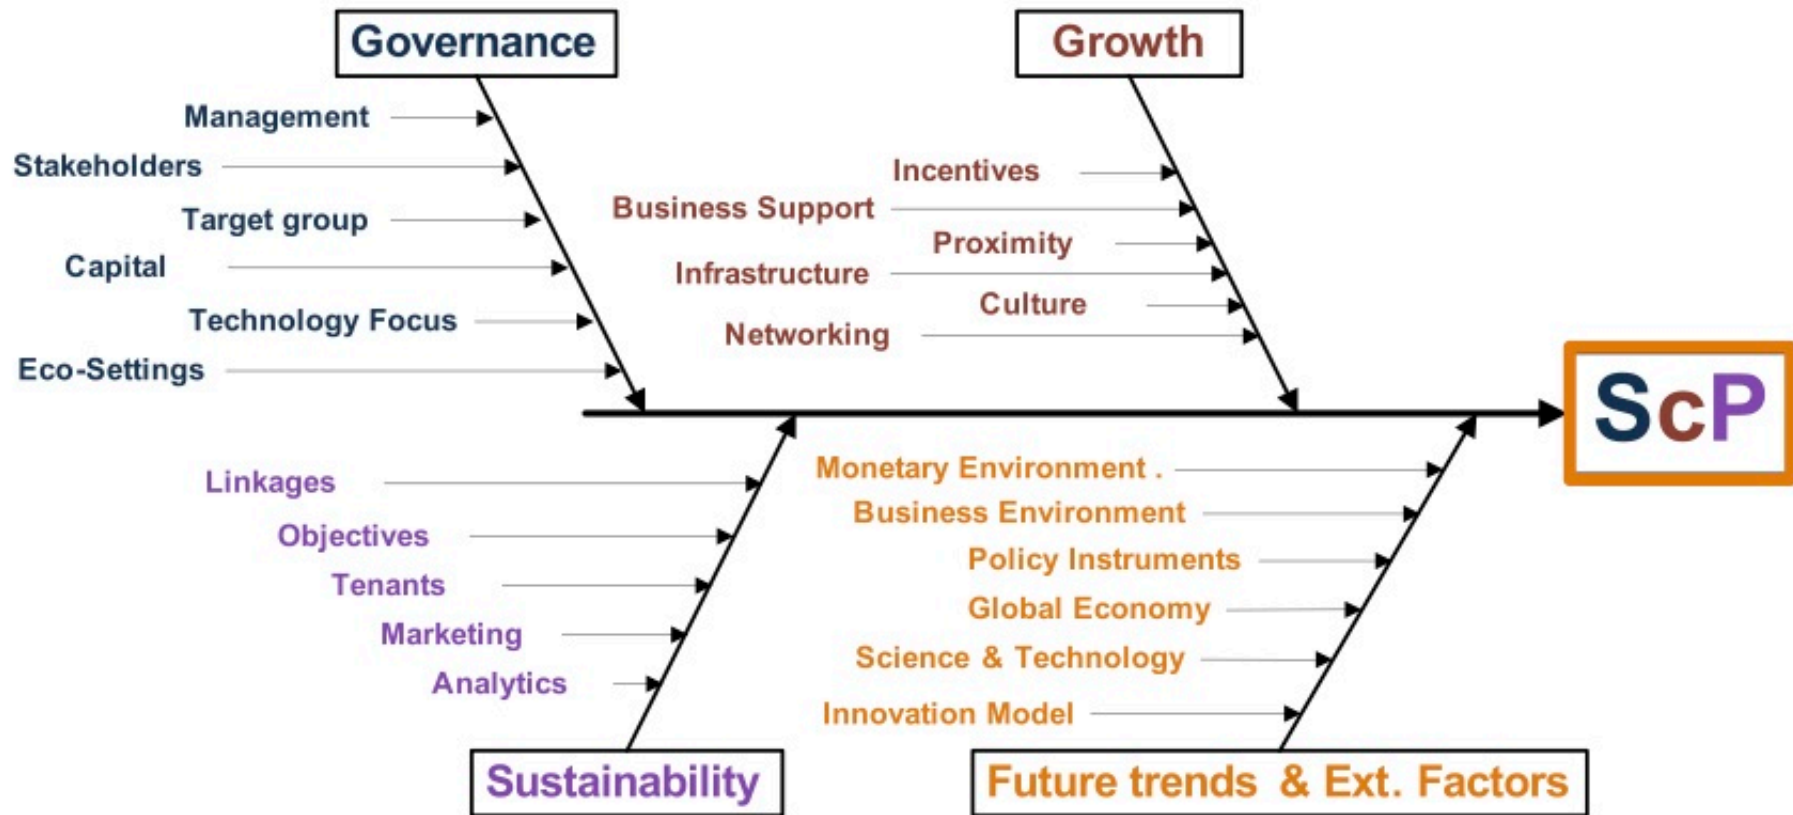 Governance
Growth
Management
Stakeholders
Target group
Capital
Technology Focus
Eco-Settings
Incentives
Business Support
Proximity
Infrastructure
Culture
Networking
ScP
Linkages
Objectives
Tenants
Marketing
Analytics
Monetary Environment .
Business Environment
Policy Instruments
Global Economy
Science & Technology
Innovation Model
Sustainability
Future trends & Ext. Factors